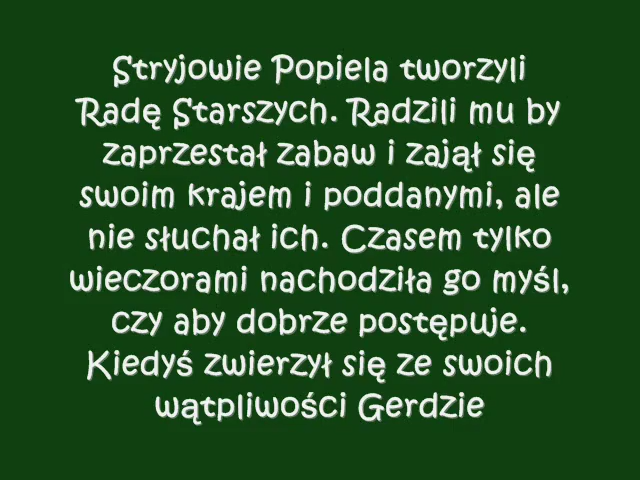 Stryjowie Popiela tworzyli
Radę Starszych. Radzili mu by
zaprzestał zabaw i zajął się
swoim krajem i poddanymi, ale
nie słuchał ich. Czasem tylko
wieczorami nachodziła go myśl,
czy aby dobrze postępuje.
Kiedyś zwierzył się ze swoich
wątpliwości Gerdzie